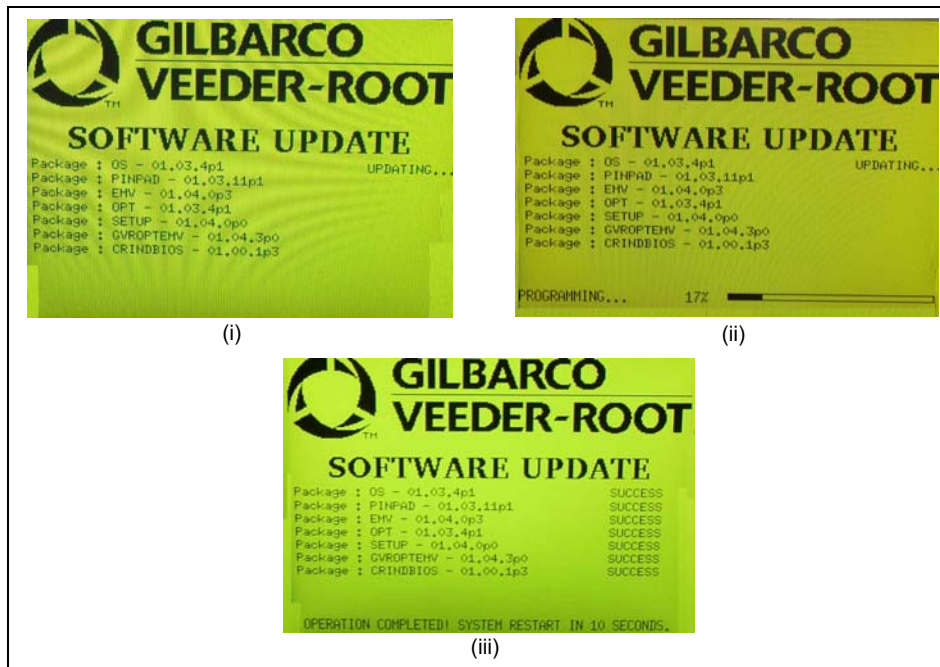 GILBARCO
VEEDER-ROOT
TM
SOFTWARE UPDATE
Package : OS - 01.03.4p1 UPDATING...
Package : PINPAD - 01.03.11p1
Package : EMV - 01.04.0p3
Package : OPT - 01.03.4p1
Package : SETUP - 01.04.0p0
Package : GVROPTEMV - 01.04.3p0
Package : CRINDBIOS - 01.00.1p3
(i)
GILBARCO
VEEDER-ROOT
TM
SOFTWARE UPDATE
Package : OS - 01.03.4p1 UPDATING...
Package : PINPAD - 01.03.11p1
Package : EMV - 01.04.0p3
Package : OPT - 01.03.4p1
Package : SETUP - 01.04.0p0
Package : GVROPTEMV - 01.04.3p0
Package : CRINDBIOS - 01.00.1p3
PROGRAMMING... 17%
(ii)
GILBARCO
VEEDER-ROOT
TM
SOFTWARE UPDATE
Package : OS - 01.03.4p1 SUCCESS
Package : PINPAD - 01.03.11p1 SUCCESS
Package : EMV - 01.04.0p3 SUCCESS
Package : OPT - 01.03.4p1 SUCCESS
Package : SETUP - 01.04.0p0 SUCCESS
Package : GVROPTEMV - 01.04.3p0 SUCCESS
Package : CRINDBIOS - 01.00.1p3 SUCCESS
OPERATION COMPLETED! SYSTEM RESTART IN 10 SECONDS.
(iii)